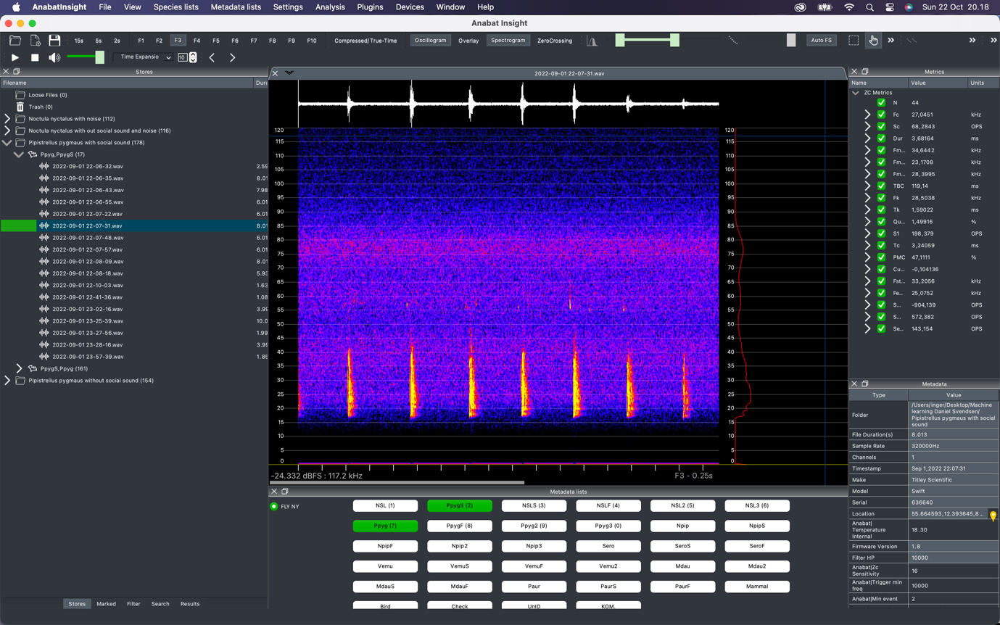 AnabatInsight File View Species lists Metadata lists Settings Analysis Plugins Devices Window Help Sun 22 Oct 20.18
Anabat Insight
15s 5s 2s F1 F2 F3 F4 F5 F6 F7 F8 F9 F10 Compressed/True-Time Oscillogram Overlay Spectrogram ZeroCrossing Auto FS
Time Expansio 10
Stores
Filename Dura
Loose Files (0)
Trash (0)
Noctula nyctalus with noise (112)
Noctula nyctalus with out social sound and noise (116)
Pipistrellus pygmaus with social sound (178)
Ppyg,PpygS (17)
2022-09-01 22-06-32.wav 2.59
2022-09-01 22-06-35.wav 8.01
2022-09-01 22-06-43.wav 7.98
2022-09-01 22-06-55.wav 6.01
2022-09-01 22-07-22.wav 6.01
2022-09-01 22-07-31.wav 8.01
2022-09-01 22-07-48.wav 6.01
2022-09-01 22-07-57.wav 6.01
2022-09-01 22-08-09.wav 8.01
2022-09-01 22-08-18.wav 5.93
2022-09-01 22-10-03.wav 1.63
2022-09-01 22-41-36.wav 1.08
2022-09-01 23-02-16.wav 3.99
2022-09-01 23-25-39.wav 10.0
2022-09-01 23-27-56.wav 1.99
2022-09-01 23-28-16.wav 3.99
2022-09-01 23-57-39.wav 1.85
PpygS,Ppyg (161)
Pipistrellus pygmaus without social sound (154)
Stores Marked Filter Search Results
2022-09-01 22-07-31.wav
120 120
115 115
110 110
105 105
100 100
95 95
90 90
85 85
80 80
75 75
70 70
65 65
60 60
55 55
50 50
45 45
40 40
35 35
30 30
25 25
20 20
15 15
10 10
5 5
0 0
-24.332 dBFS : 117.2 kHz F3 - 0.25s
Metadata lists
FLY NY
NSL (1) PpygS (2) NSLS (3) NSLF (4) NSL2 (5) NSL3 (6)
Ppyg (7) PpygF (8) Ppyg2 (9) Ppyg3 (0) Npip NpipS
NpipF Npip2 Npip3 Sero SeroS SeroF
Vemu VemuS VemuF Vemu2 Mdau Mdau2
MdauS MdauF Paur PaurS PaurF Mammal
Bird Check UnID KOM.
Metrics
Name Value Units
ZC Metrics
N 44
Fc 27,0451 kHz
Sc 68,2843 OPS
Dur 3,68164 ms
Fm... 34,6442 kHz
Fm... 23,1708 kHz
Fm... 28,3995 kHz
TBC 119,14 ms
Fk 28,5038 kHz
Tk 1,59022 ms
Qu... 1,49916 %
S1 198,379 OPS
Tc 3,24059 ms
PMC 47,1111 %
Cu... -0,104136
Fst... 33,2056 kHz
Fe... 25,0752 kHz
S... -904,139 OPS
S... 572,382 OPS
Se... 143,154 OPS
Metadata
Type Value
Folder /Users/inger/Desktop/Machine
learning Daniel Svendsen/
Pipistrellus pygmaus with social
sound
File Duration(s) 8.013
Sample Rate 320000Hz
Channels 1
Timestamp Sep 1,2022 22:07:31
Make Titley Scientific
Model Swift
Serial 636640
Location 55.664593,12.393645,8...
Anabat|
Temperature
Internal 18.30
Firmware Version 1.8
Filter HP 10000
Anabat|Zc
Sensitivity 16
Anabat|Trigger min
freq 10000
Anabat|Min event 2